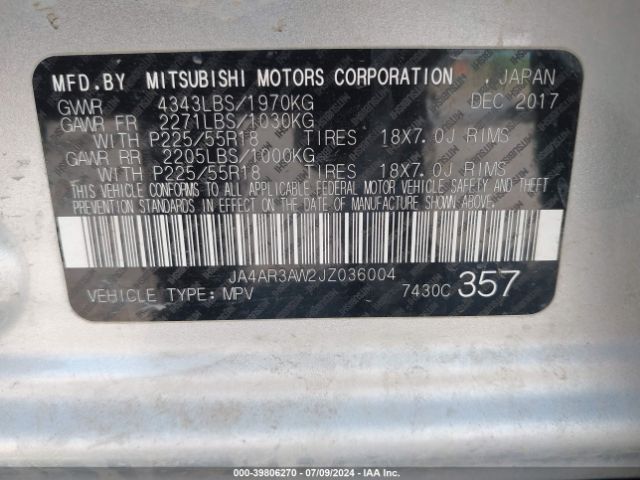 MFD.BY MITSUBISHI MOTORS CORPORATION , JAPAN
GVWR 4343LBS/1970KG DEC 2017
GAWR FR 2271LBS/1030KG
WITH P225/55R18 TIRES 18X7.0J RIMS
GAWR RR 2205LBS/1000KG
WITH P225/55R18 TIRES 18X7.0J RIMS
THIS VEHICLE CONFORMS TO ALL APPLICABLE FEDERAL MOTOR VEHICLE SAFETY AND THEFT
PREVENTION STANDARDS IN EFFECT ON THE DATE OF MANUFACTURE SHOWN ABOVE.
JA4AR3AW2JZ036004
VEHICLE TYPE: MPV 7430C 357
000-39806270 - 07/09/2024 - IAAI.com